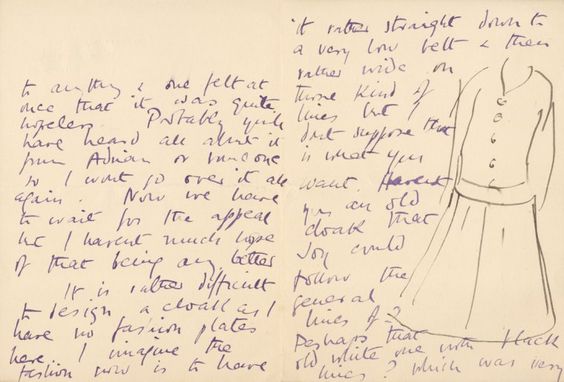 to anything & one felt at
once that it was quite
hopeless. Probably you'll
have heard all about it
from Adrian or someone
so I wont go over it all
again. Now we have
to wait for the appeal
but I havent much hope
of that being any better
It is rather difficult
to design a cloak as I
have no fashion plates
here. I imagine the
fashion now is to have
it rather straight down to
a very low belt & then
rather wide on
those kind of
lines but I
dont suppose that
is what you
want. Havent
you an old
cloak that
Joy could
follow the
general
lines of?
Perhaps that
old white one with black
lines? which was very